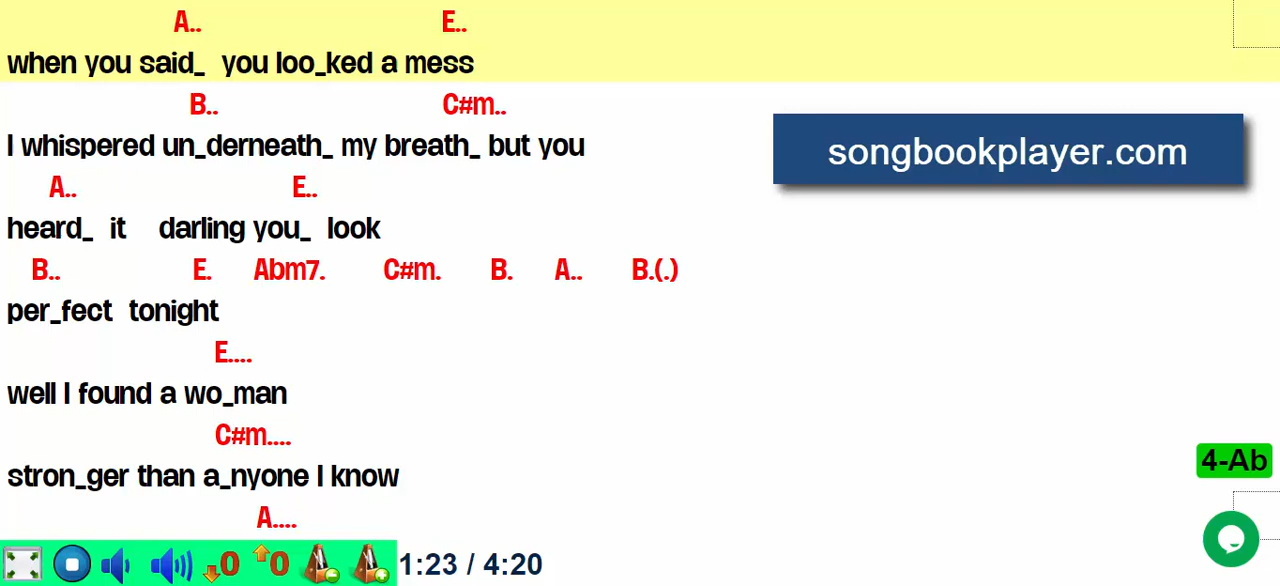 A.. E..
when you said_ you loo_ked a mess
B.. C#m..
I whispered un_derneath_ my breath_ but you
songbookplayer.com
A.. E..
heard_ it darling you_ look
B.. E. Abm7. C#m. B. A.. B.(.)
per_fect tonight
E....
well I found a wo_man
C#m....
stron_ger than a_nyone I know
4-Ab
A....
0 0 1:23 / 4:20